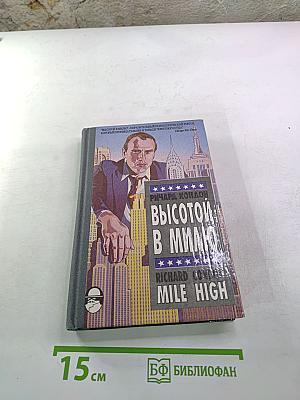 РИЧАРД КОНДОН
ВЫСОТОЙ
В МИЛЮ
RICHARD CONDON
MILE HIGH
15 см
БФ БИБЛИОФАН